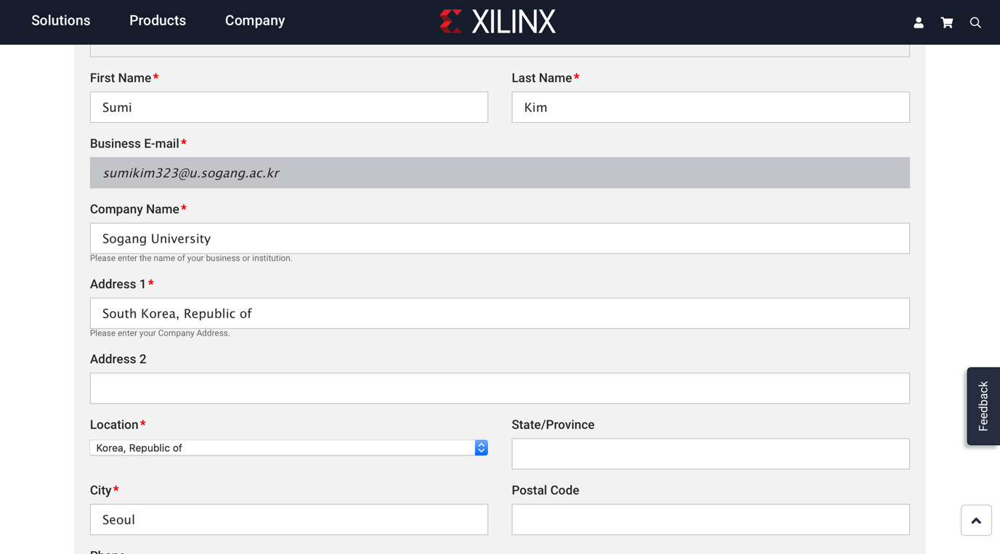 Solutions Products Company XILINX
First Name* Last Name*
Sumi Kim
Business E-mail*
sumikim323@u.sogang.ac.kr
Company Name*
Sogang University
Please enter the name of your business or institution.
Address 1*
South Korea, Republic of
Please enter your Company Address.
Address 2
Location* State/Province
Korea, Republic of
Feedback
City* Postal Code
Seoul
Phone